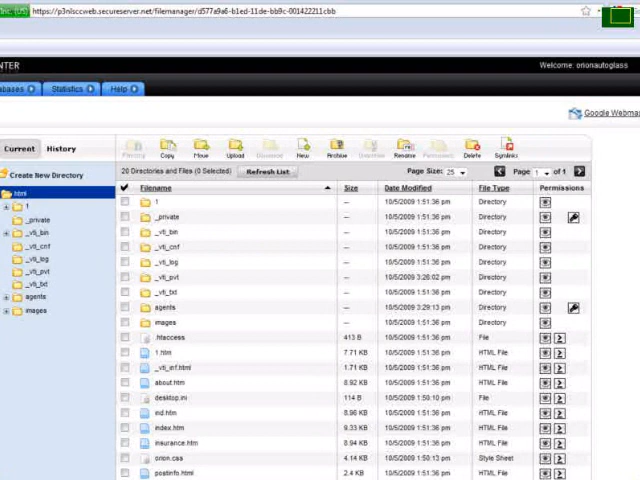 Inc. (US) https://p3nlsccweb.secureserver.net/filemanager/d577a9a6-b1ed-11de-bb9c-001422211cbb
NTER Welcome: orionautoglass
abases Statistics Help
Google Webmas
Current History
Copy Move Upload Download New Archive Unarchive Rename Permissions Delete Symlinks
Create New Directory
20 Directories and Files (0 Selected) Refresh List Page Size: 25 Page 1 of 1
Filename Size Date Modified File Type Permissions
html
1
_private
_vti_bin
_vti_cnf
_vti_log
_vti_pvt
_vti_txt
agents
images
1 --- 10/5/2009 1:51:36 pm Directory
_private --- 10/5/2009 1:51:36 pm Directory
_vti_bin --- 10/5/2009 1:51:36 pm Directory
_vti_cnf --- 10/5/2009 1:51:36 pm Directory
_vti_log --- 10/5/2009 1:51:36 pm Directory
_vti_pvt --- 10/5/2009 3:26:02 pm Directory
_vti_txt --- 10/5/2009 1:51:36 pm Directory
agents --- 10/5/2009 3:29:13 pm Directory
images --- 10/5/2009 1:51:36 pm Directory
.htaccess 413 B 10/5/2009 1:51:36 pm File
1.htm 7.71 KB 10/5/2009 1:51:36 pm HTML File
_vti_inf.html 1.71 KB 10/5/2009 1:51:36 pm HTML File
about.htm 8.92 KB 10/5/2009 1:51:36 pm HTML File
desktop.ini 114 B 10/5/2009 1:50:10 pm File
ind.htm 8.96 KB 10/5/2009 1:51:36 pm HTML File
index.htm 9.33 KB 10/5/2009 1:51:36 pm HTML File
insurance.htm 8.94 KB 10/5/2009 1:51:36 pm HTML File
orion.css 4.14 KB 10/5/2009 1:50:13 pm Style Sheet
postinfo.html 2.4 KB 10/5/2009 1:51:36 pm HTML File